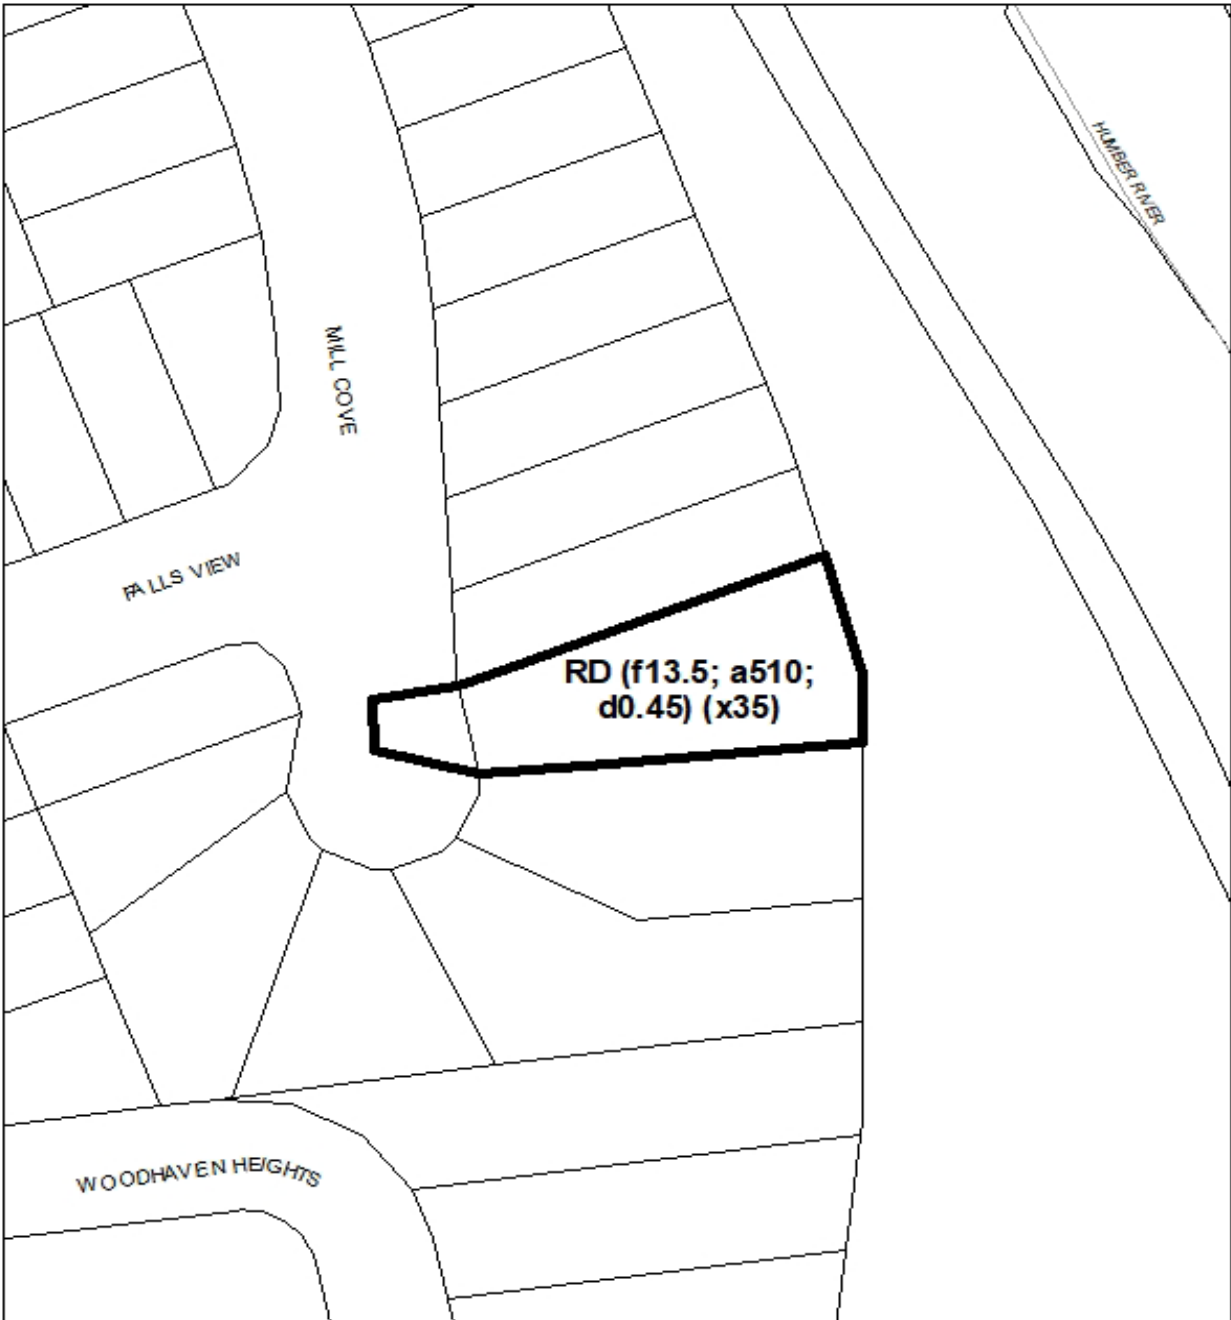 HUMBER RIVER
MILL COVE
FALLS VIEW
RD (f13.5; a510;
d0.45) (x35)
WOODHAVEN HEIGHTS